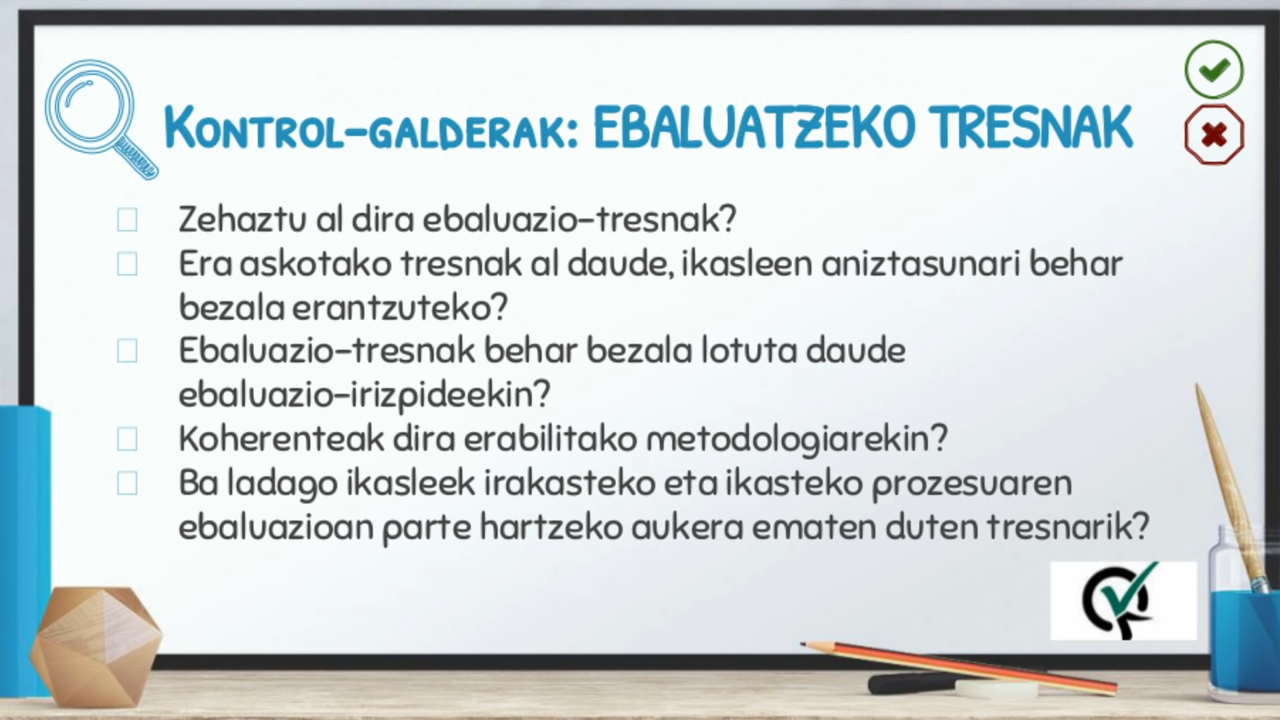 Kontrol-galderak: EBALUATZEKO TRESNAK
Zehaztu al dira ebaluazio-tresnak?
Era askotako tresnak al daude, ikasleen aniztasunari behar
bezala erantzuteko?
Ebaluazio-tresnak behar bezala lotuta daude
ebaluazio-irizpideekin?
Koherenteak dira erabilitako metodologiarekin?
Ba ladago ikasleek irakasteko eta ikasteko prozesuaren
ebaluazioan parte hartzeko aukera ematen duten tresnarik?